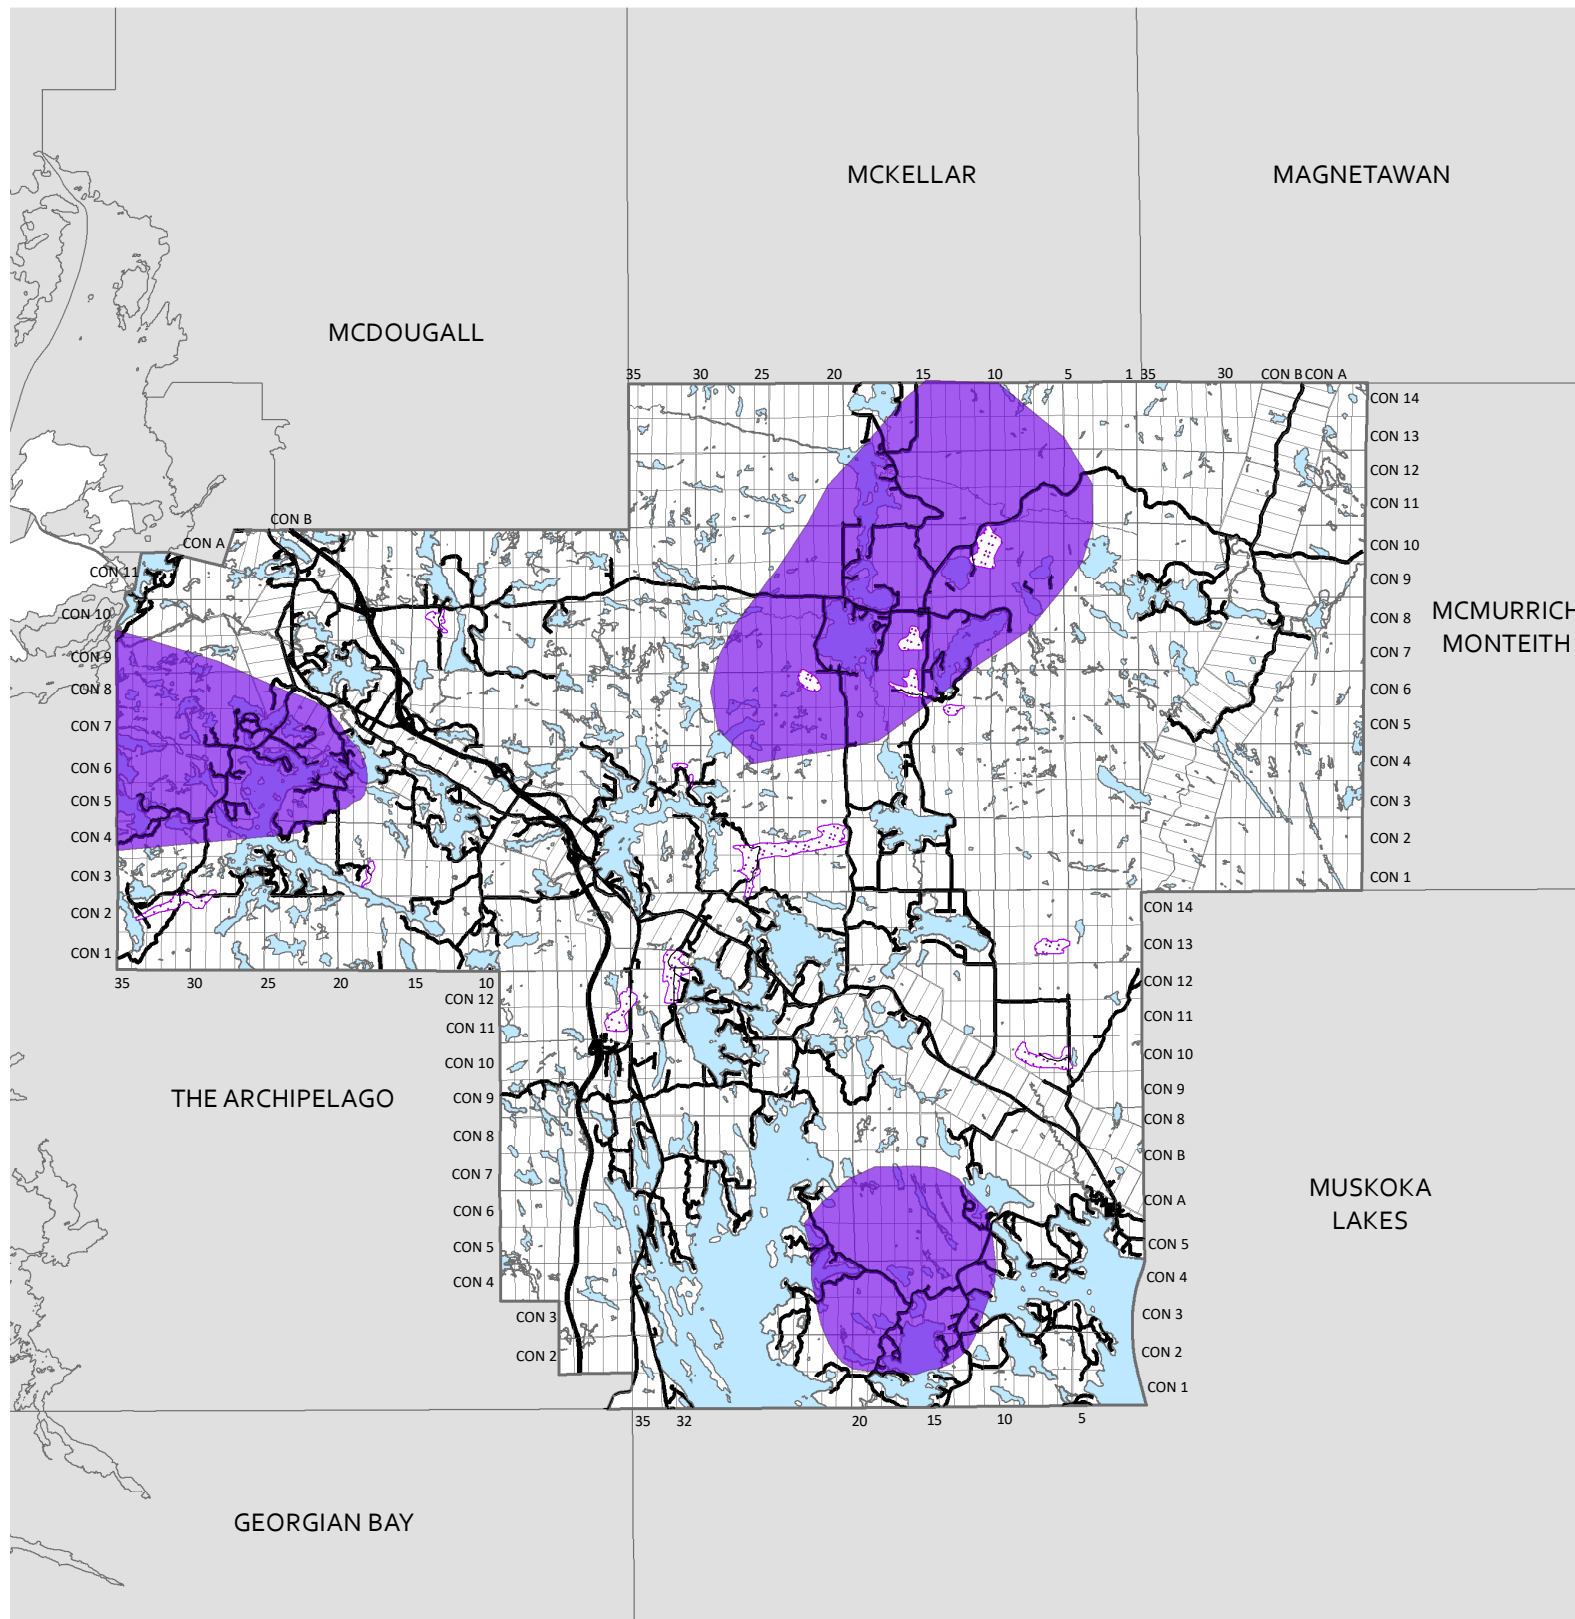 MCKELLAR
MAGNETAWAN
MCDOUGALL
35 30 25 20 15 10 5 1 35 30 CON B CON A
CON 14
CON 13
CON 12
CON 11
CON 10
CON 9
CON 8
CON 7
CON 6
CON 5
CON 4
CON 3
CON 2
CON 1
MCMURRICH
MONTEITH
CON B
CON A
CON 11
CON 10
CON 9
CON 8
CON 7
CON 6
CON 5
CON 4
CON 3
CON 2
CON 1
35 30 25 20 15 10
CON 12
CON 11
CON 10
CON 9
CON 8
CON 7
CON 6
CON 5
CON 4
CON 3
CON 2
CON 14
CON 13
CON 12
CON 11
CON 10
CON 9
CON 8
CON B
CON A
CON 5
CON 4
CON 3
CON 2
CON 1
THE ARCHIPELAGO
MUSKOKA
LAKES
35 32 20 15 10 5
GEORGIAN BAY